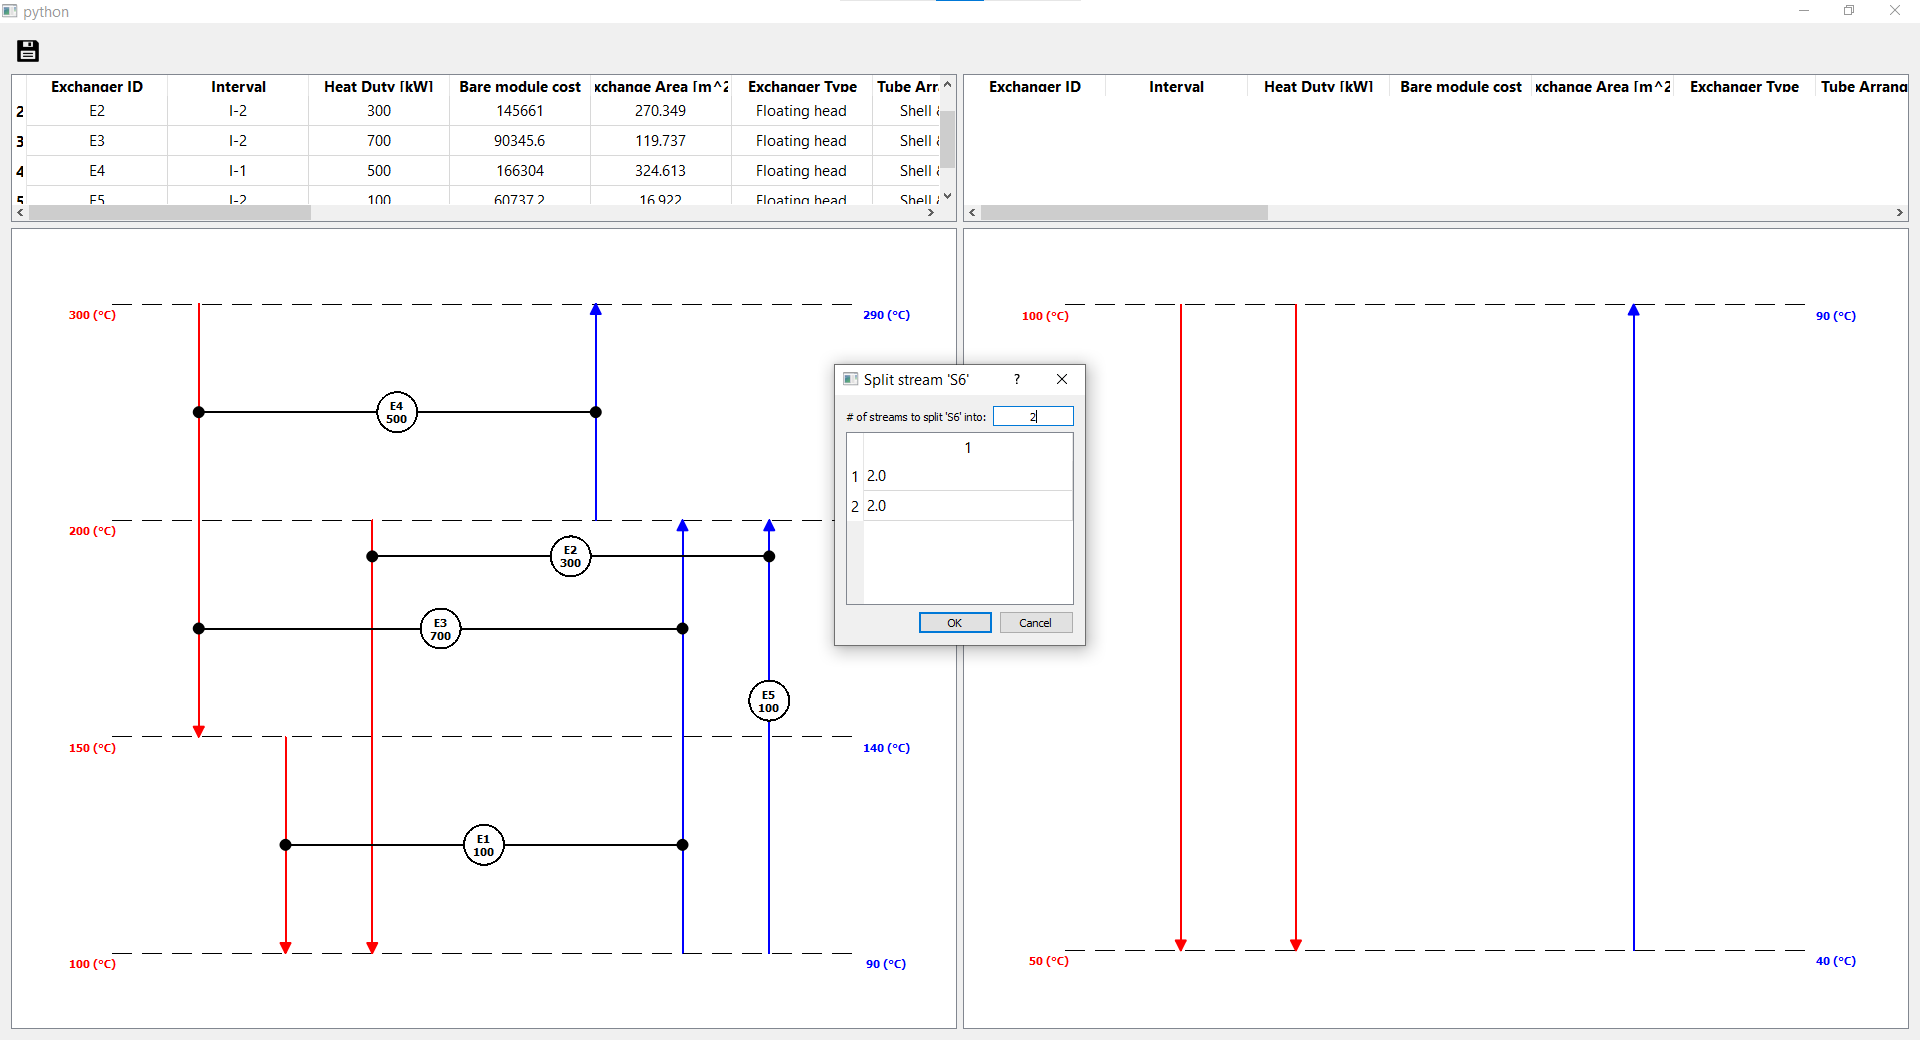 python
Exchanger ID Interval Heat Duty [kW] Bare module cost xchange Area [m^2 Exchanger Type Tube Arr
2 E2 I-2 300 145661 270.349 Floating head Shell
3 E3 I-2 700 90345.6 119.737 Floating head Shell
4 E4 I-1 500 166304 324.613 Floating head Shell
5 E5 I-2 100 60737.2 16.922 Floating head Shell
Exchanger ID Interval Heat Duty [kW] Bare module cost xchange Area [m^2 Exchanger Type Tube Arrang
300 (°C) 290 (°C)
E4
500
200 (°C)
E2
300
E3
700
E5
100
150 (°C) 140 (°C)
E1
100
100 (°C) 90 (°C)
Split stream 'S6' ?
# of streams to split 'S6' into: 2
1
1 2.0
2 2.0
OK Cancel
100 (°C) 90 (°C)
50 (°C) 40 (°C)